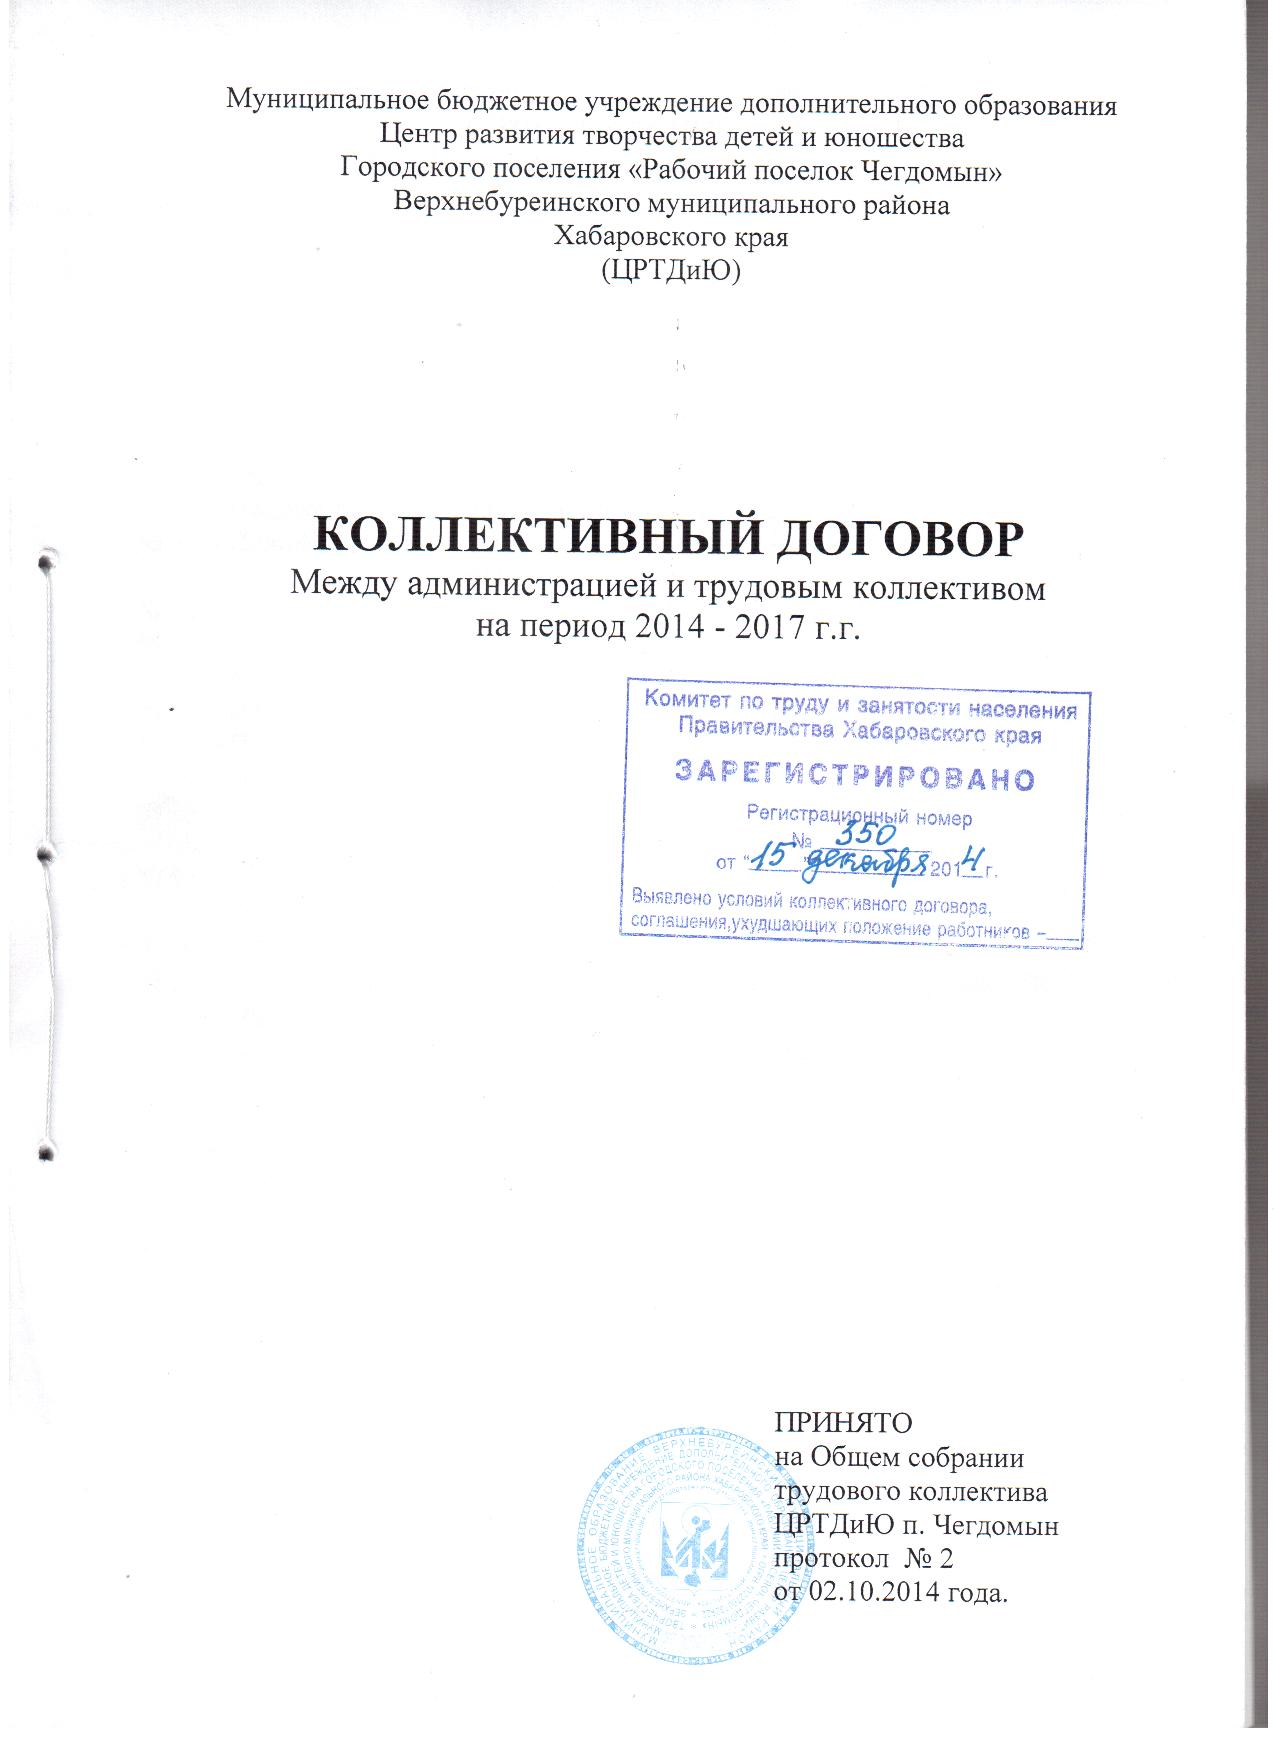 Муниципальное бюджетное учреждение дополнительного образования
Центр развития творчества детей и юношества
Городского поселения «Рабочий поселок Чегдомын»
Верхнебуреинского муниципального района
Хабаровского края
(ЦРТДиЮ)
КОЛЛЕКТИВНЫЙ ДОГОВОР
Между администрацией и трудовым коллективом
на период 2014 - 2017 г.г.
Комитет по труду и занятости населения
Правительства Хабаровского края
ЗАРЕГИСТРИРОВАНО
Регистрационный номер
№ 350
от "15" декабря 2014 г.
Выявлено условий коллективного договора,
соглашения,ухудшающих положение работников -
ПРИНЯТО
на Общем собрании
трудового коллектива
ЦРТДиЮ п. Чегдомын
протокол № 2
от 02.10.2014 года.